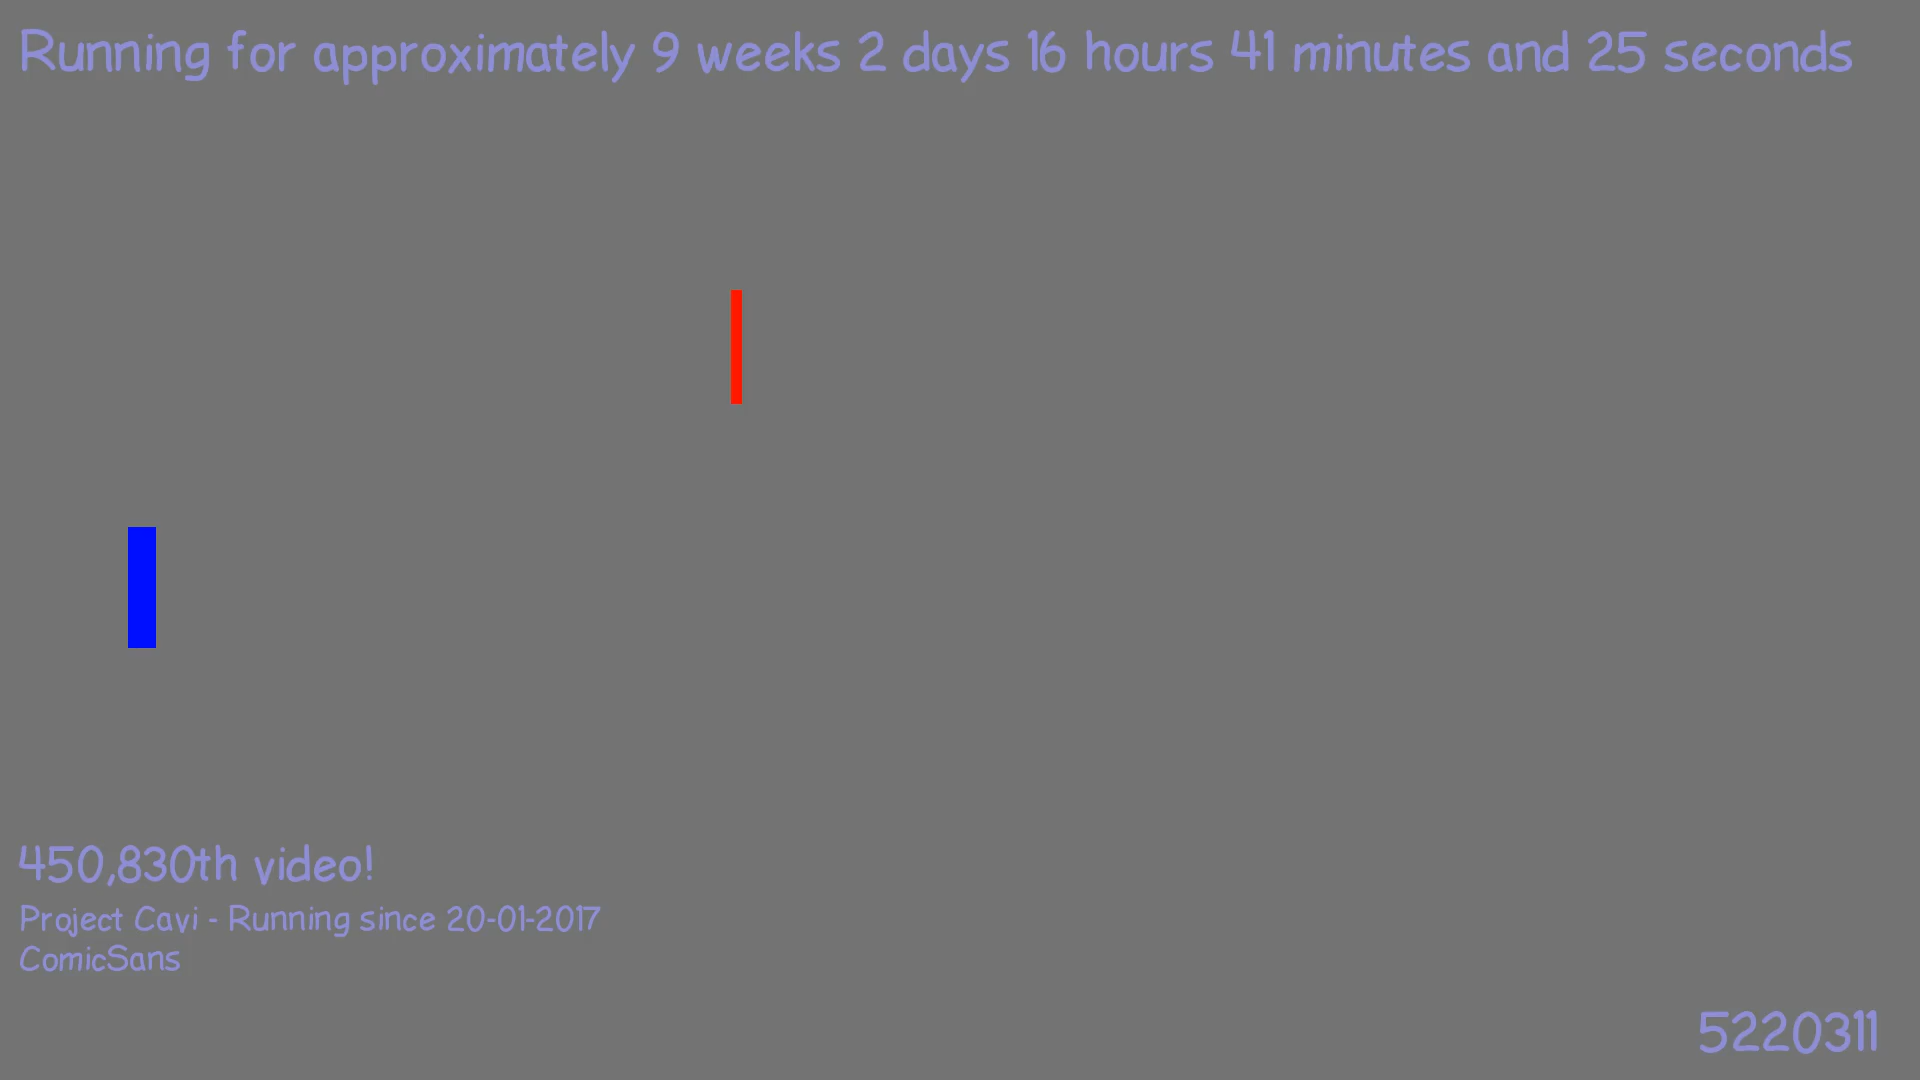 Running for approximately 9 weeks 2 days 16 hours 41 minutes and 25 seconds
450,830th video!
Project Cavi - Running since 20-01-2017
ComicSans
5220311